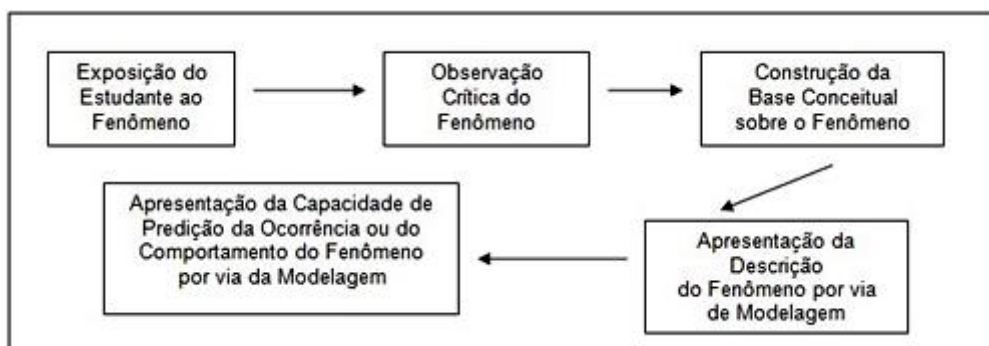 Exposição do
Estudante ao
Fenômeno
Observação
Crítica do
Fenômeno
Construção da
Base Conceitual
sobre o Fenômeno
Apresentação da
Descrição
do Fenômeno por via
de Modelagem
Apresentação da Capacidade de
Predição da Ocorrência ou do
Comportamento do Fenômeno
por via da Modelagem